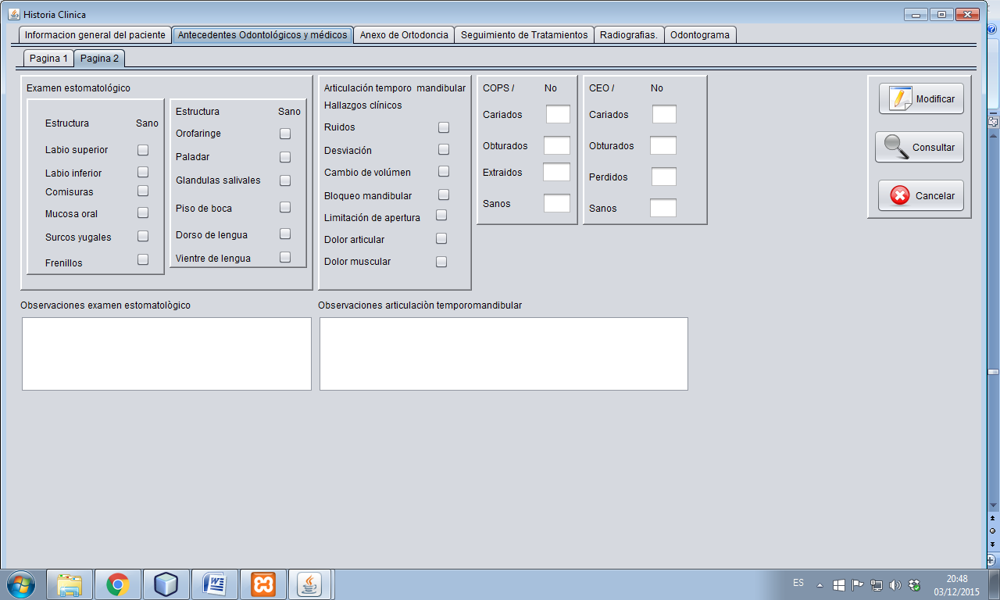 Historia Clinica
Informacion general del paciente
Antecedentes Odontológicos y médicos
Anexo de Ortodoncia
Seguimiento de Tratamientos
Radiografias.
Odontograma
Pagina 1
Pagina 2
Examen estomatológico
Estructura Sano
Labio superior
Labio inferior
Comisuras
Mucosa oral
Surcos yugales
Frenillos
Estructura Sano
Orofaringe
Paladar
Glandulas salivales
Piso de boca
Dorso de lengua
Vientre de lengua
Articulación temporo mandibular
Hallazgos clínicos
Ruidos
Desviación
Cambio de volúmen
Bloqueo mandibular
Limitación de apertura
Dolor articular
Dolor muscular
COPS / No
Cariados
Obturados
Extraidos
Sanos
CEO / No
Cariados
Obturados
Perdidos
Sanos
Modificar
Consultar
Cancelar
Observaciones examen estomatològico
Observaciones articulaciòn temporomandibular
ES
20:48
03/12/2015